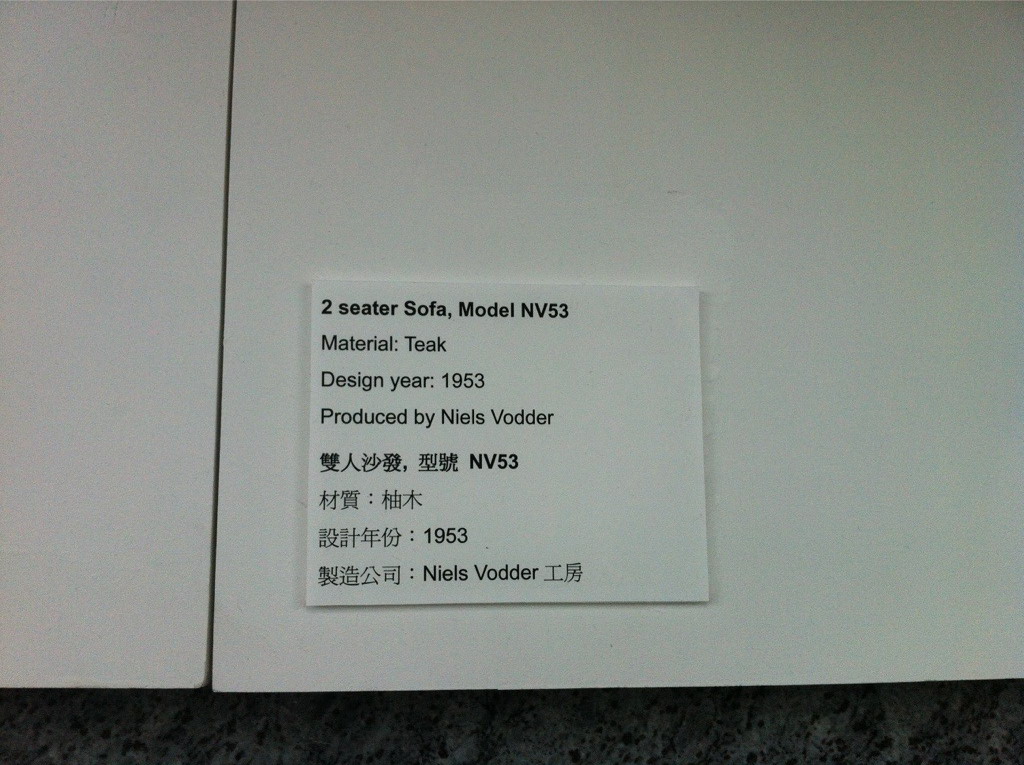 2 seater Sofa, Model NV53
Material: Teak
Design year: 1953
Produced by Niels Vodder
雙人沙發, 型號 NV53
材質：柚木
設計年份：1953
製造公司：Niels Vodder 工房